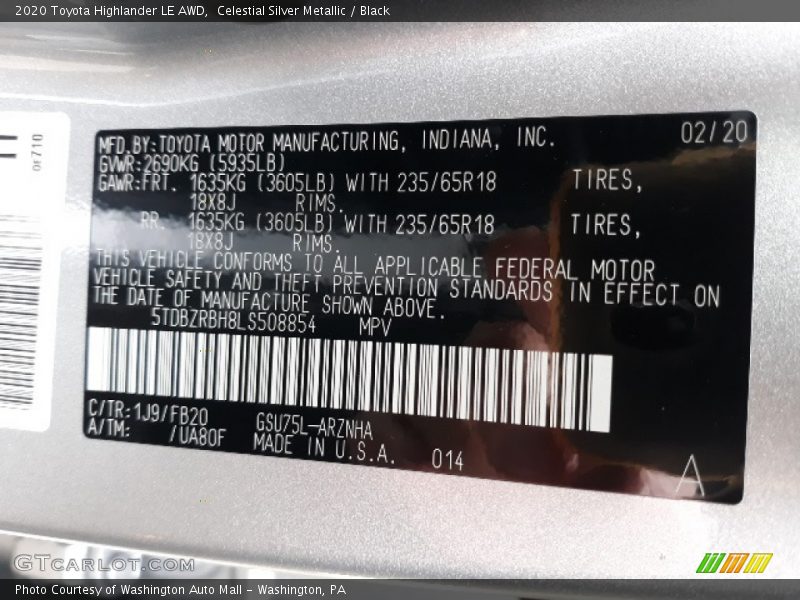 2020 Toyota Highlander LE AWD,  Celestial Silver Metallic / Black
0F710
MFD.BY:TOYOTA MOTOR MANUFACTURING, INDIANA, INC. 02/20
GVWR:2690KG (5935LB)
GAWR:FRT. 1635KG (3605LB) WITH 235/65R18 TIRES,
18X8J RIMS.
RR. 1635KG (3605LB) WITH 235/65R18 TIRES,
18X8J RIMS.
THIS VEHICLE CONFORMS TO ALL APPLICABLE FEDERAL MOTOR
VEHICLE SAFETY AND THEFT PREVENTION STANDARDS IN EFFECT ON
THE DATE OF MANUFACTURE SHOWN ABOVE.
5TDBZRBH8LS508854 MPV
C/TR:1J9/FB20 GSU75L-ARZNHA
A/TM: /UA80F MADE IN U.S.A. 014
A
GTCarLot.com
Photo Courtesy of Washington Auto Mall - Washington, PA